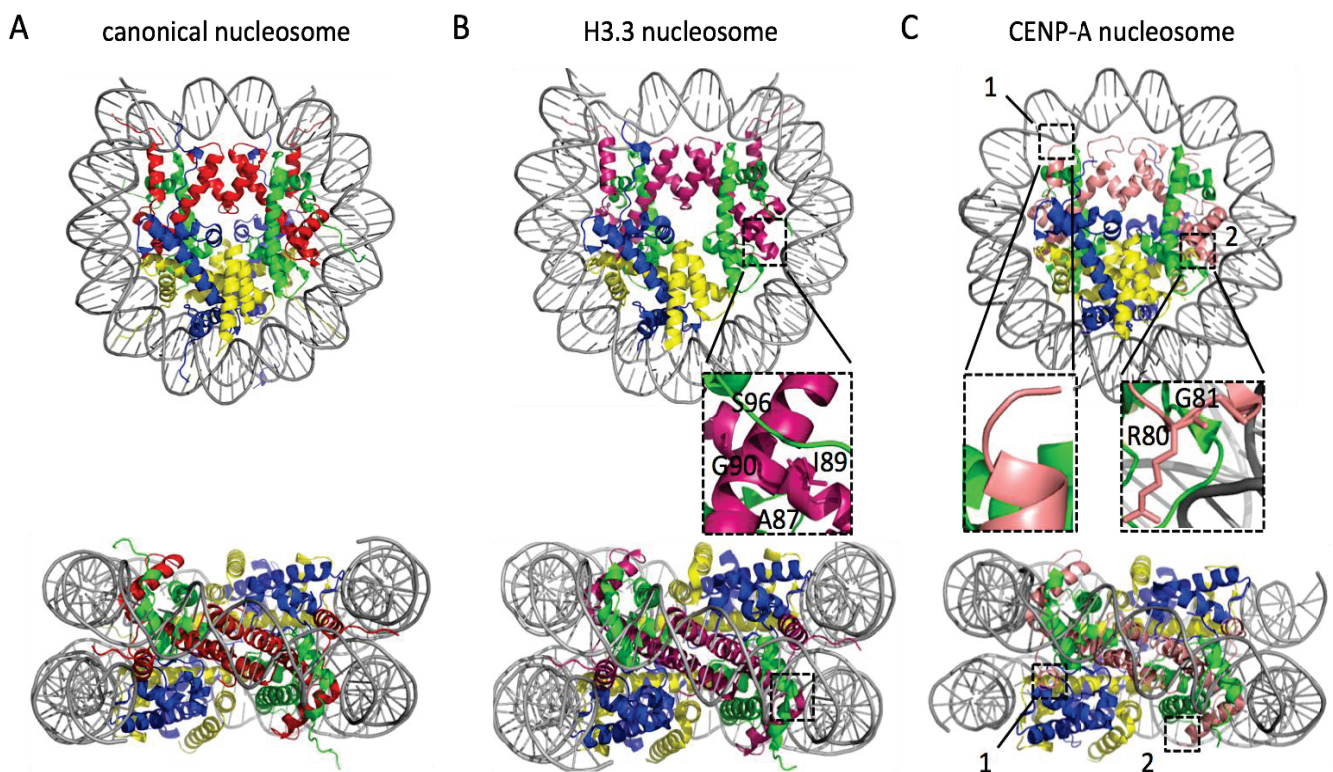 A canonical nucleosome
B H3.3 nucleosome
C CENP-A nucleosome
1
2
S96
G90
I89
A87
G81
R80
1
2